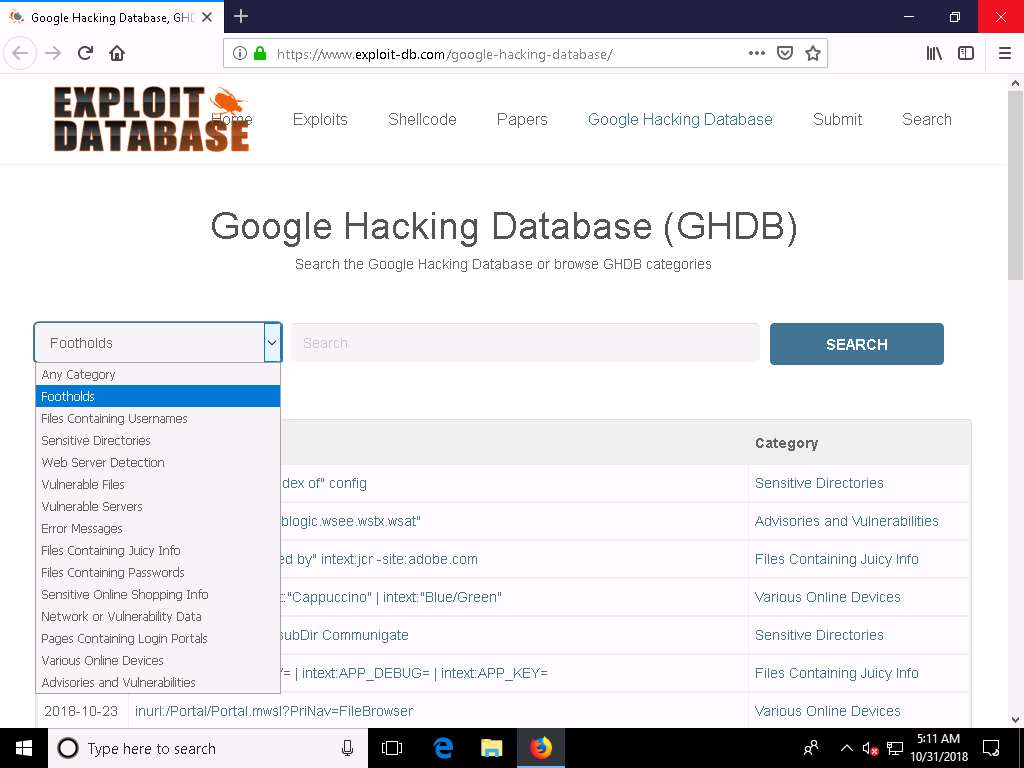 Google Hacking Database, GHD
https://www.exploit-db.com/google-hacking-database/
EXPLOIT DATABASE
Home Exploits Shellcode Papers Google Hacking Database Submit Search
Google Hacking Database (GHDB)
Search the Google Hacking Database or browse GHDB categories
Footholds Search SEARCH
Any Category
Footholds
Files Containing Usernames
Sensitive Directories
Web Server Detection
Vulnerable Files
Vulnerable Servers
Error Messages
Files Containing Juicy Info
Files Containing Passwords
Sensitive Online Shopping Info
Network or Vulnerability Data
Pages Containing Login Portals
Various Online Devices
Advisories and Vulnerabilities
Category
dex of" config Sensitive Directories
blogic.wsee.wstx.wsat" Advisories and Vulnerabilities
ed by" intext:jcr -site:adobe.com Files Containing Juicy Info
:"Cappuccino" | intext:"Blue/Green" Various Online Devices
subDir Communigate Sensitive Directories
= | intext:APP_DEBUG= | intext:APP_KEY= Files Containing Juicy Info
2018-10-23 inurl:/Portal/Portal.mwsl?PriNav=FileBrowser Various Online Devices
Type here to search
5:11 AM
10/31/2018